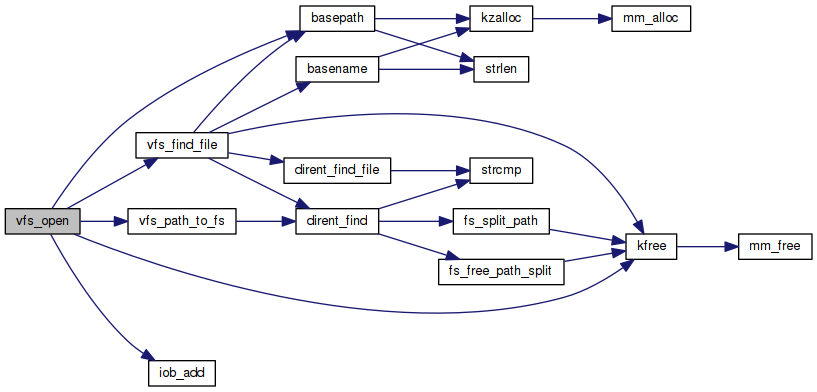 basepath
kzalloc
mm_alloc
basename
strlen
vfs_find_file
dirent_find_file
strcmp
vfs_open
vfs_path_to_fs
dirent_find
fs_split_path
kfree
mm_free
fs_free_path_split
iob_add